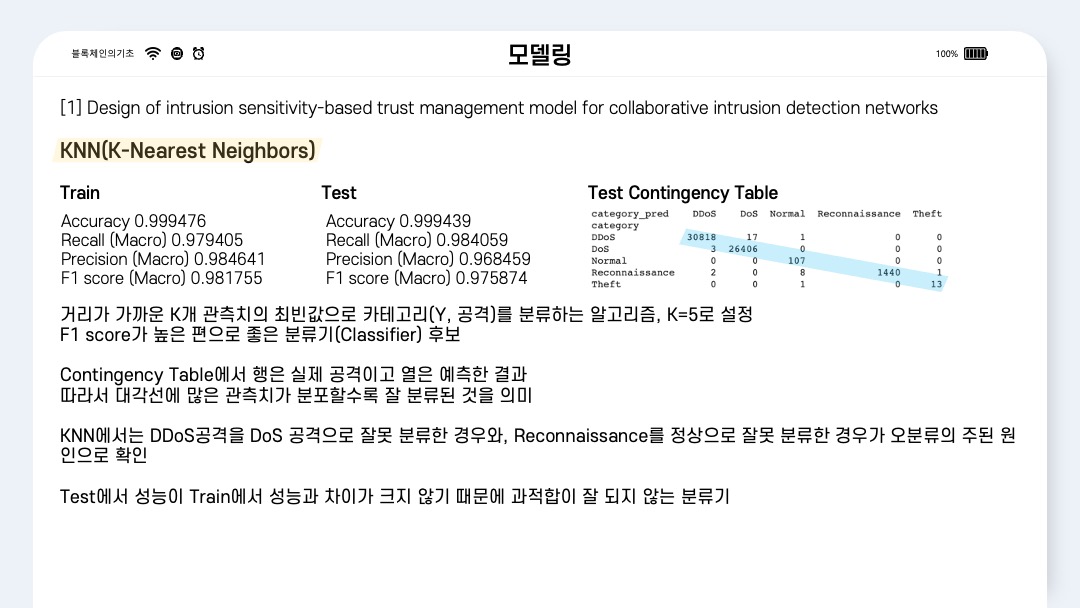 블록체인의기초
모델링
100%
[1] Design of intrusion sensitivity-based trust management model for collaborative intrusion detection networks
KNN(K-Nearest Neighbors)
Train
Accuracy 0.999476
Recall (Macro) 0.979405
Precision (Macro) 0.984641
F1 score (Macro) 0.981755
Test
Accuracy 0.999439
Recall (Macro) 0.984059
Precision (Macro) 0.968459
F1 score (Macro) 0.975874
Test Contingency Table
category_pred DDoS DoS Normal Reconnaissance Theft
category
DDoS 30818 17 1 0 0
DoS 3 26406 0 0 0
Normal 0 0 107 0 0
Reconnaissance 2 0 8 1440 1
Theft 0 0 1 0 13
거리가 가까운 K개 관측치의 최빈값으로 카테고리(Y, 공격)를 분류하는 알고리즘, K=5로 설정
F1 score가 높은 편으로 좋은 분류기(Classifier) 후보
Contingency Table에서 행은 실제 공격이고 열은 예측한 결과
따라서 대각선에 많은 관측치가 분포할수록 잘 분류된 것을 의미
KNN에서는 DDoS공격을 DoS 공격으로 잘못 분류한 경우와, Reconnaissance를 정상으로 잘못 분류한 경우가 오분류의 주된 원
인으로 확인
Test에서 성능이 Train에서 성능과 차이가 크지 않기 때문에 과적합이 잘 되지 않는 분류기